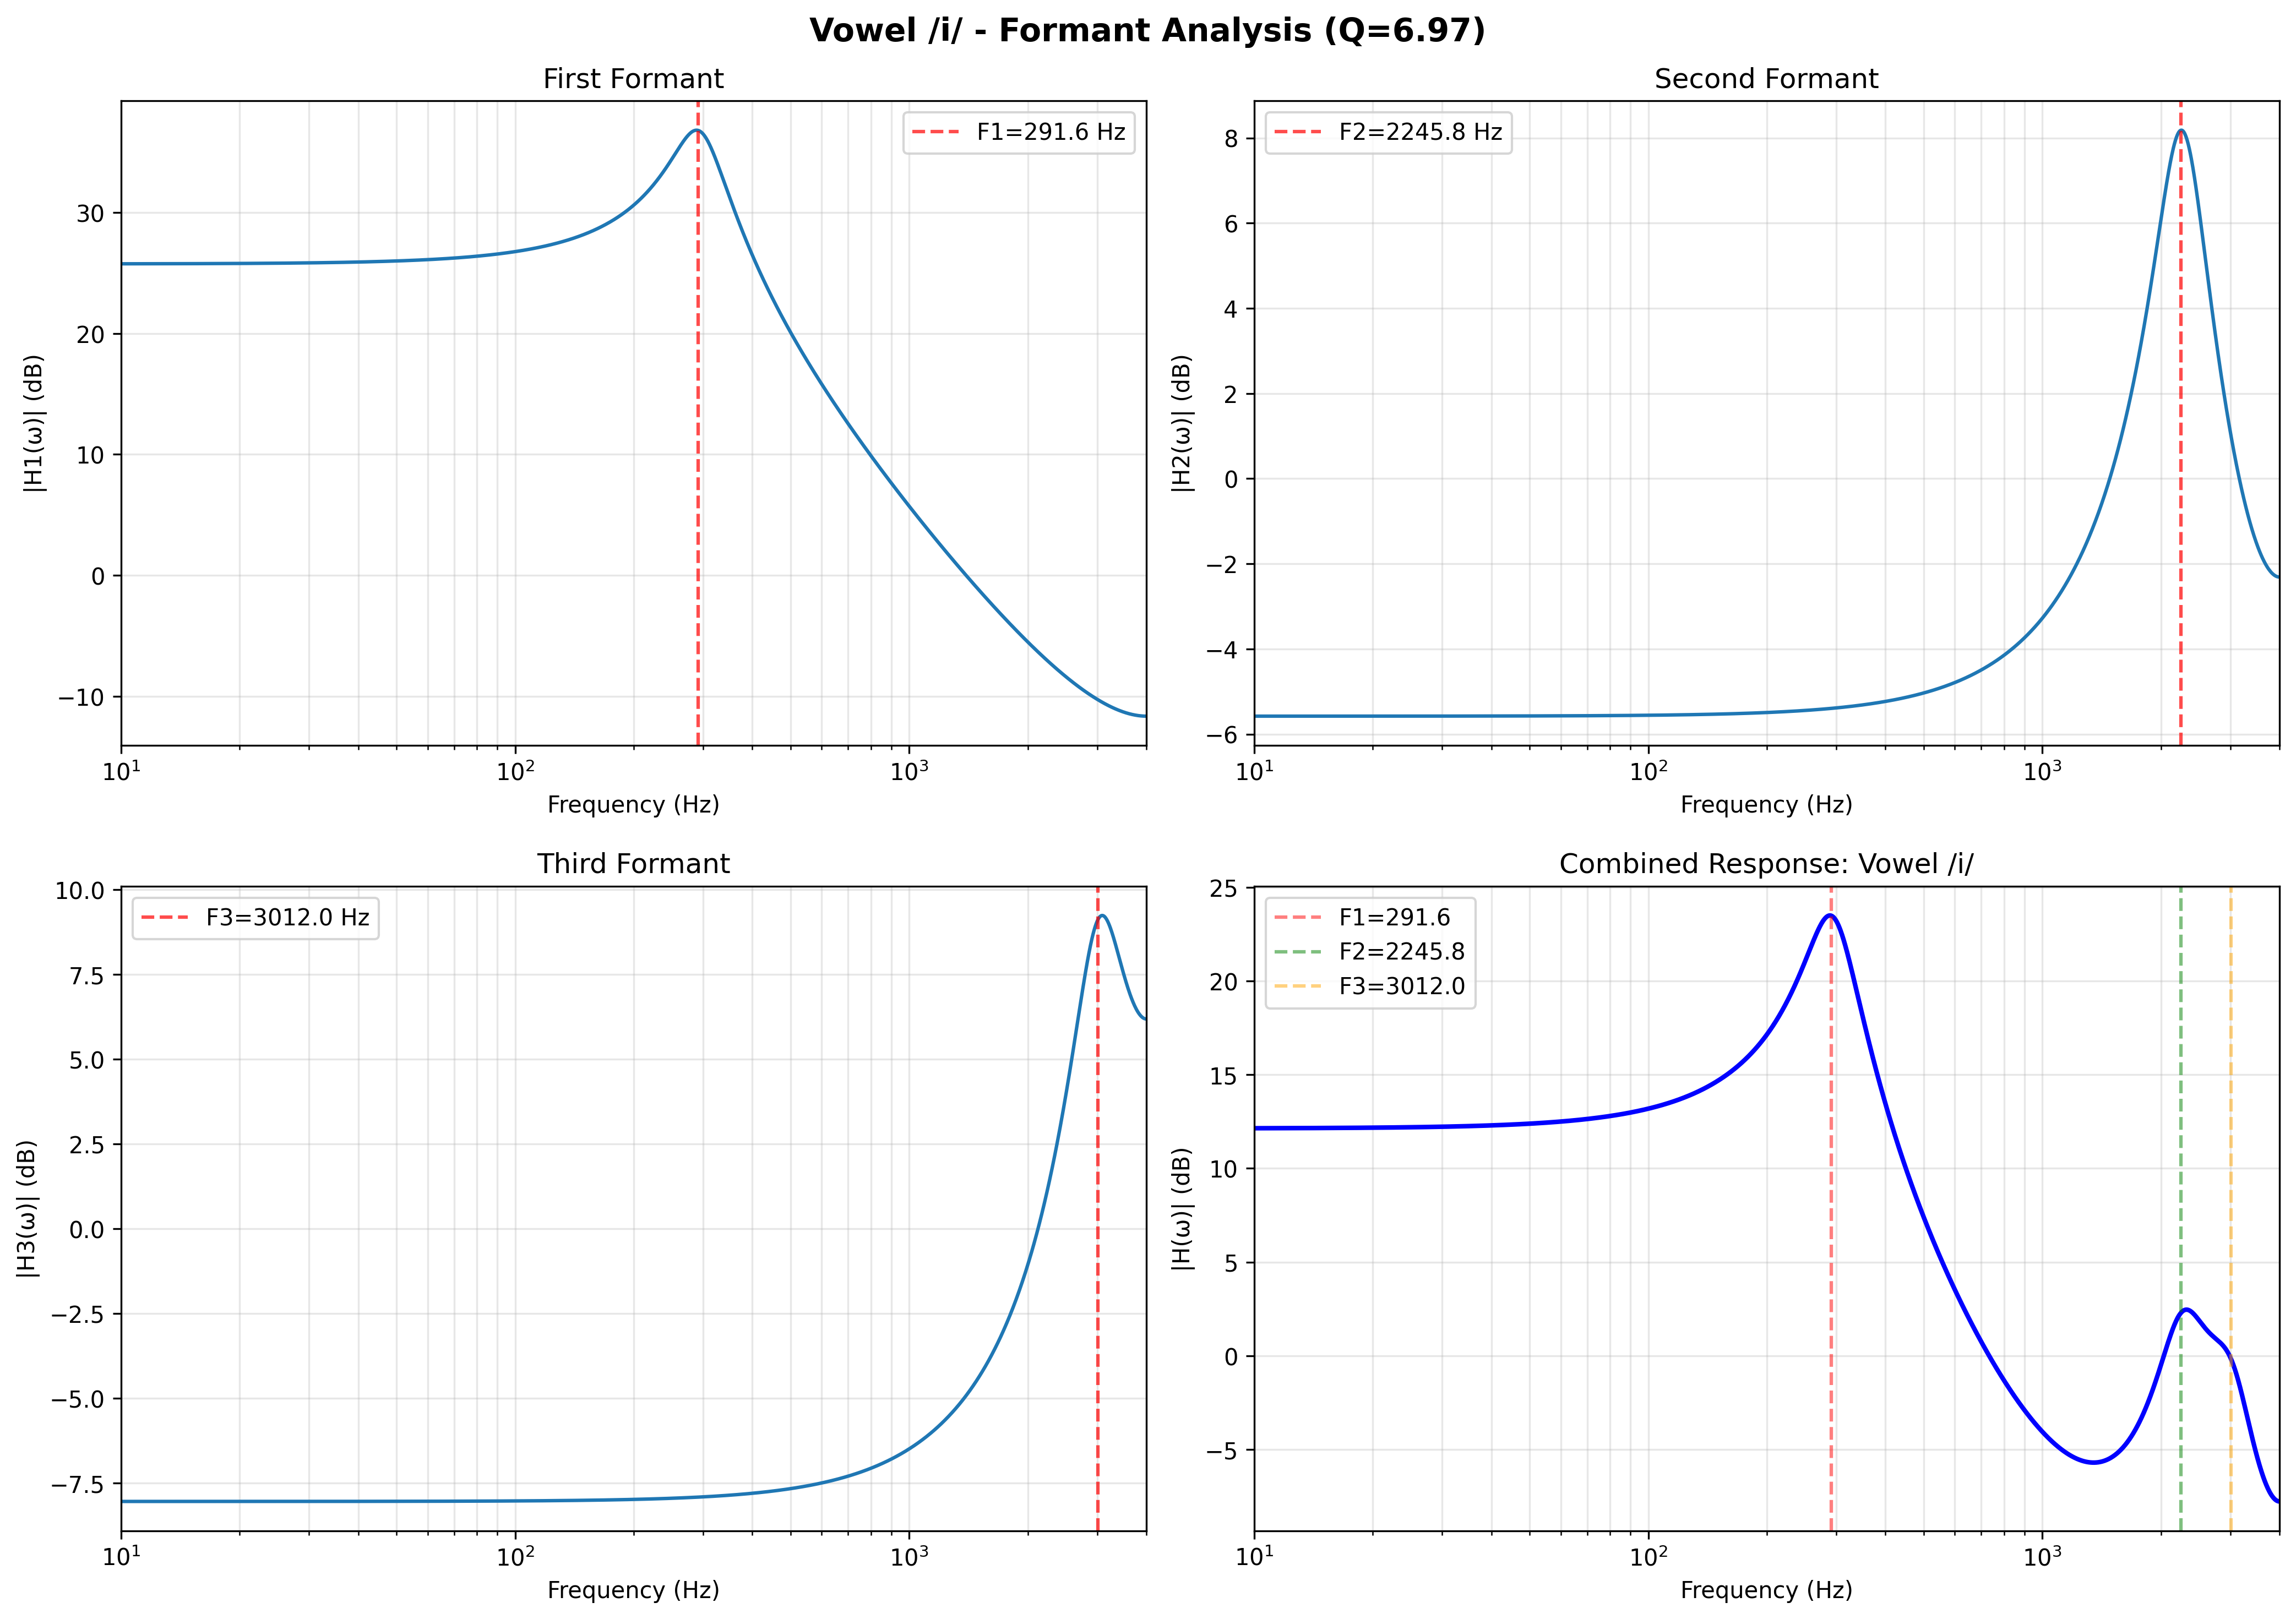 Vowel /i/ - Formant Analysis (Q=6.97)
First Formant
F1=291.6 Hz
|H1(ω)| (dB)
30
20
10
0
−10
10¹ 10² 10³
Frequency (Hz)
Second Formant
F2=2245.8 Hz
|H2(ω)| (dB)
8
6
4
2
0
−2
−4
−6
10¹ 10² 10³
Frequency (Hz)
Third Formant
F3=3012.0 Hz
|H3(ω)| (dB)
10.0
7.5
5.0
2.5
0.0
−2.5
−5.0
−7.5
10¹ 10² 10³
Frequency (Hz)
Combined Response: Vowel /i/
F1=291.6
F2=2245.8
F3=3012.0
|H(ω)| (dB)
25
20
15
10
5
0
−5
10¹ 10² 10³
Frequency (Hz)